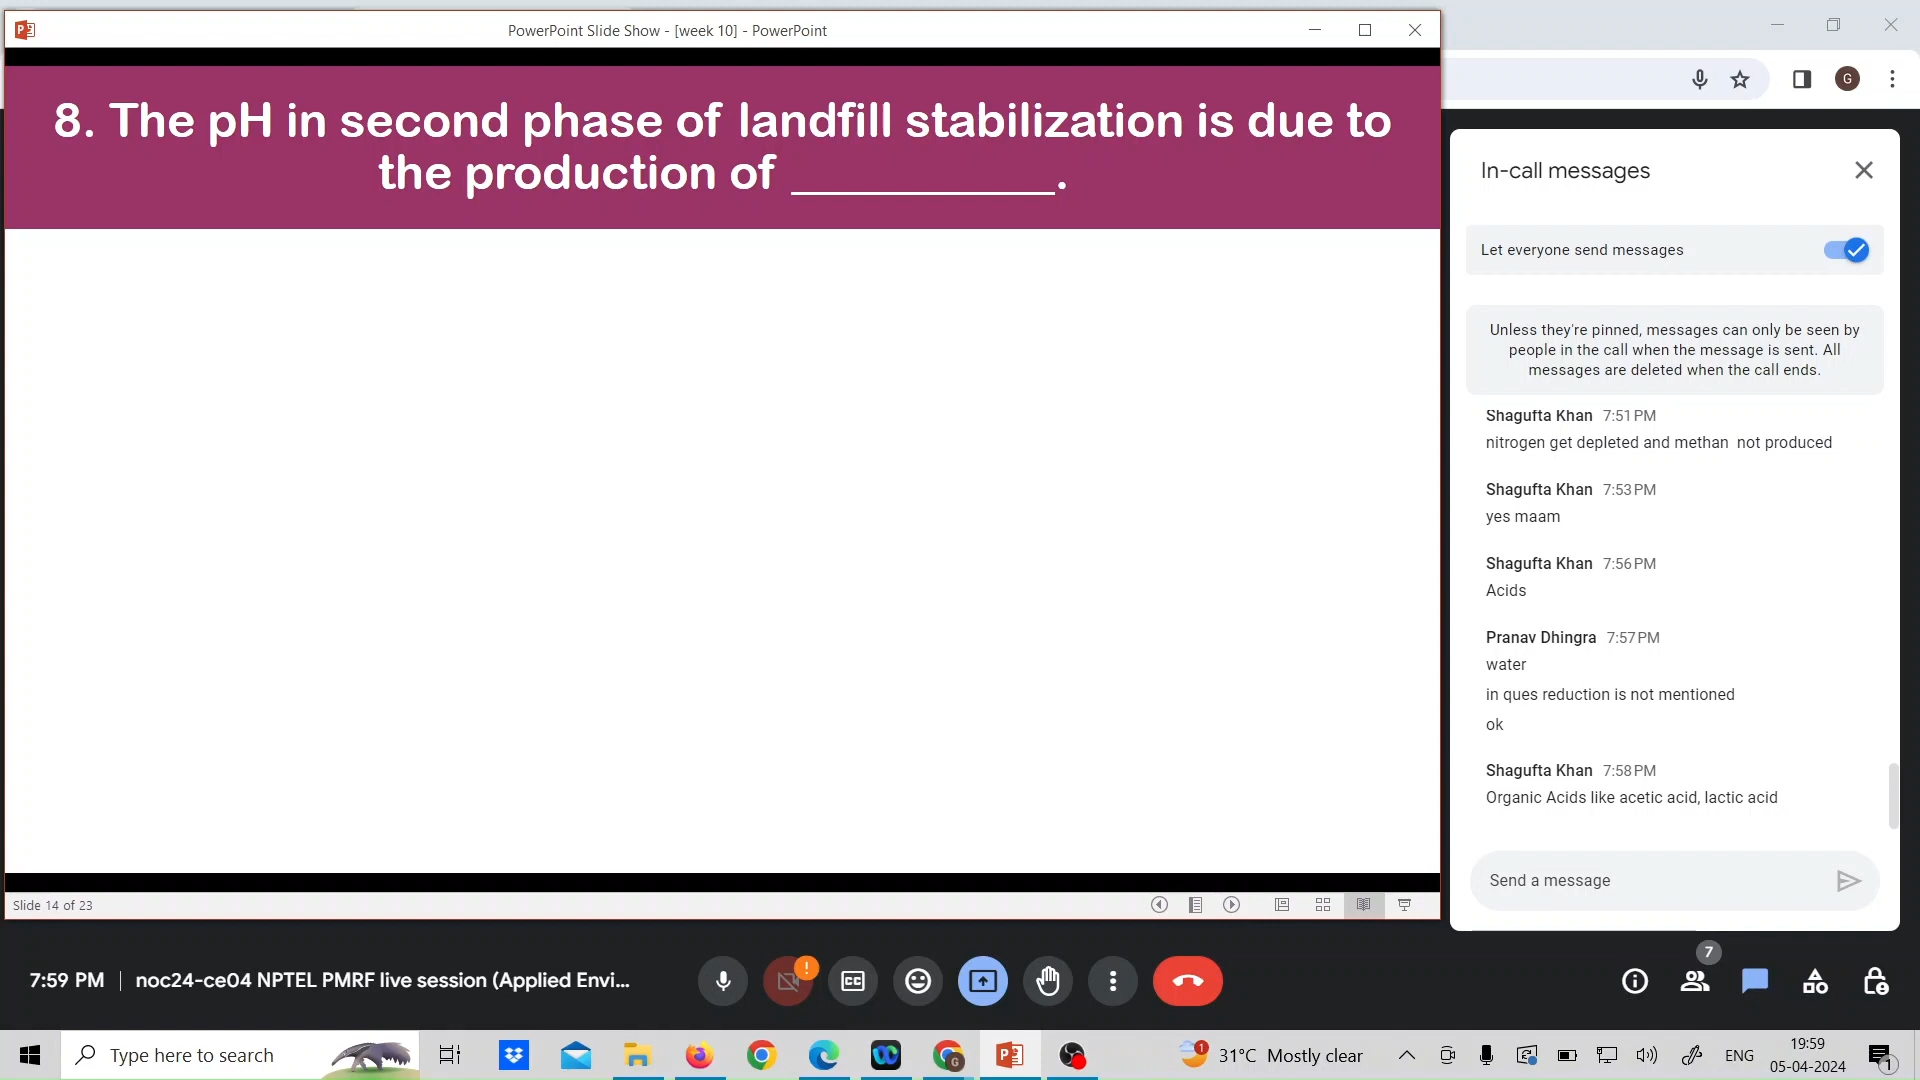 PowerPoint Slide Show - [week 10] - PowerPoint
8. The pH in second phase of landfill stabilization is due to
the production of ___________.
G
In-call messages
Let everyone send messages
Unless they're pinned, messages can only be seen by
people in the call when the message is sent. All
messages are deleted when the call ends.
Shagufta Khan 7:51 PM
nitrogen get depleted and methan not produced
Shagufta Khan 7:53 PM
yes maam
Shagufta Khan 7:56 PM
Acids
Pranav Dhingra 7:57 PM
water
in ques reduction is not mentioned
ok
Shagufta Khan 7:58 PM
Organic Acids like acetic acid, lactic acid
Send a message
Slide 14 of 23
7
7:59 PM | noc24-ce04 NPTEL PMRF live session (Applied Envi...
Type here to search
1
31°C Mostly clear
ENG
19:59
05-04-2024
1